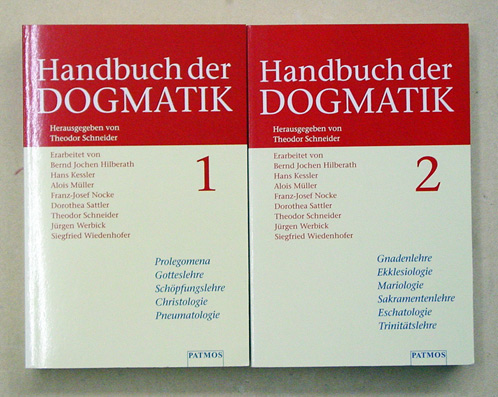 Handbuch der
DOGMATIK
Herausgegeben von
Theodor Schneider
Erarbeitet von
Bernd Jochen Hilberath
Hans Kessler
Alois Müller
Franz-Josef Nocke
Dorothea Sattler
Theodor Schneider
Jürgen Werbick
Siegfried Wiedenhofer
1
Prolegomena
Gotteslehre
Schöpfungslehre
Christologie
Pneumatologie
PATMOS
Handbuch der
DOGMATIK
Herausgegeben von
Theodor Schneider
Erarbeitet von
Bernd Jochen Hilberath
Hans Kessler
Alois Müller
Franz-Josef Nocke
Dorothea Sattler
Theodor Schneider
Jürgen Werbick
Siegfried Wiedenhofer
2
Gnadenlehre
Ekklesiologie
Mariologie
Sakramentenlehre
Eschatologie
Trinitätslehre
PATMOS